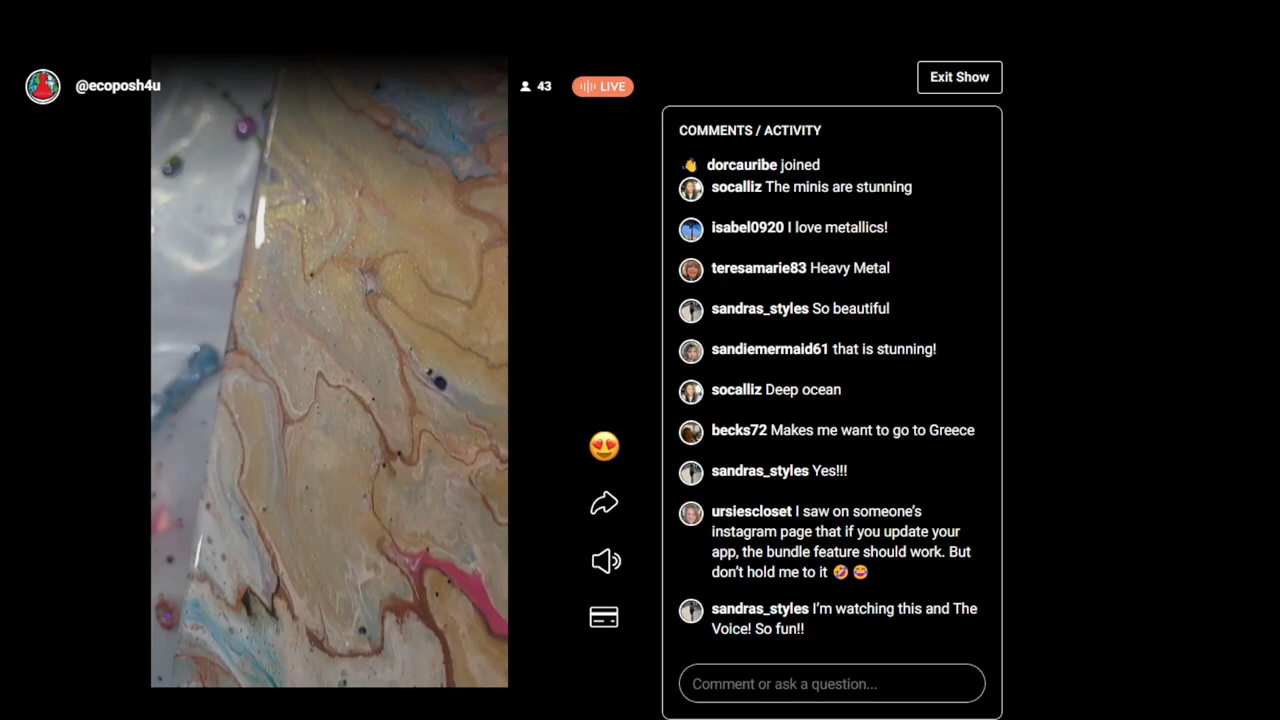 @ecoposh4u
43
LIVE
Exit Show
COMMENTS / ACTIVITY
👋 dorcauribe joined
socalliz The minis are stunning
isabel0920 I love metallics!
teresamarie83 Heavy Metal
sandras_styles So beautiful
sandiemermaid61 that is stunning!
socalliz Deep ocean
becks72 Makes me want to go to Greece
sandras_styles Yes!!!
ursiescloset I saw on someone’s
instagram page that if you update your
app, the bundle feature should work. But
don’t hold me to it 🤣 😂
sandras_styles I’m watching this and The
Voice! So fun!!
Comment or ask a question...